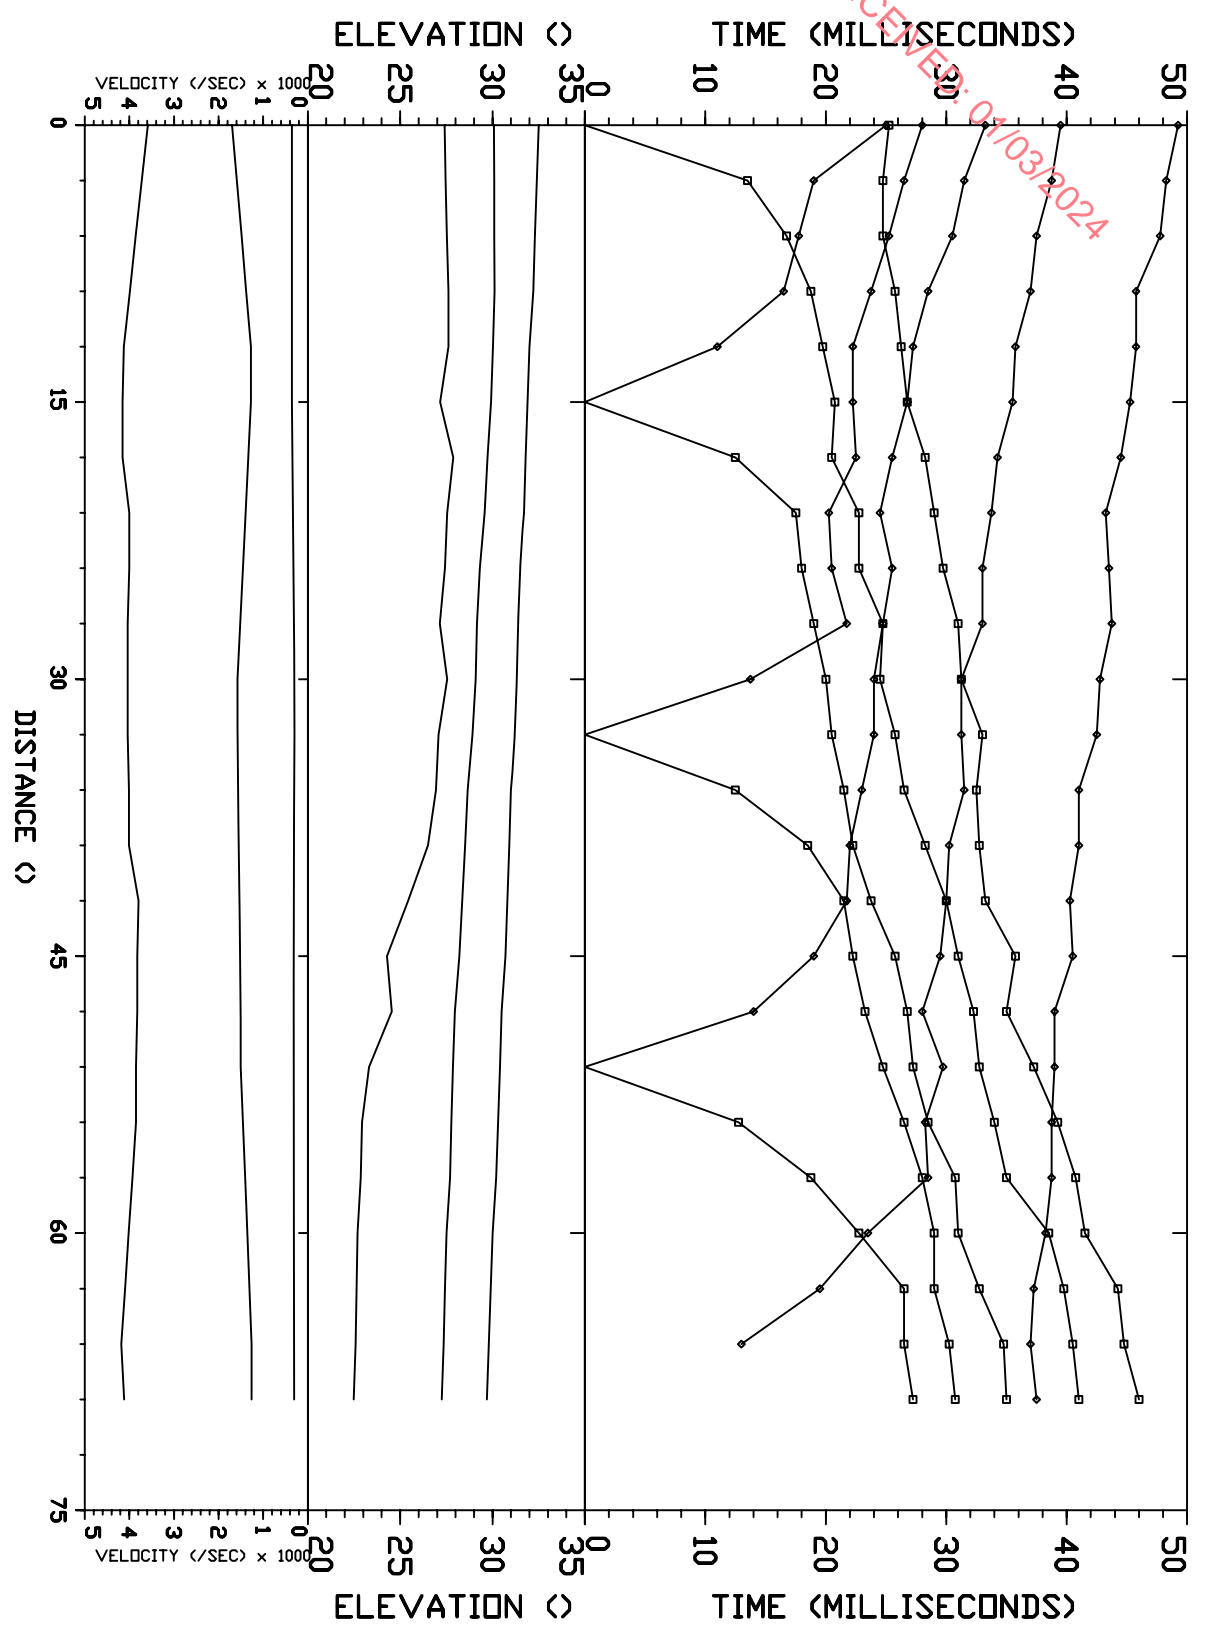 ELEVATION ()
TIME (MILLISECONDS)
CEIVED: 01/03/2024
VELOCITY (/SEC) x 1000
5 4 3 2 1 0
20 25 30 35
0 10 20 30 40 50
0
15
30
45
60
75
DISTANCE ()
5 4 3 2 1 0
VELOCITY (/SEC) x 1000
20 25 30 35
0 10 20 30 40 50
ELEVATION ()
TIME (MILLISECONDS)